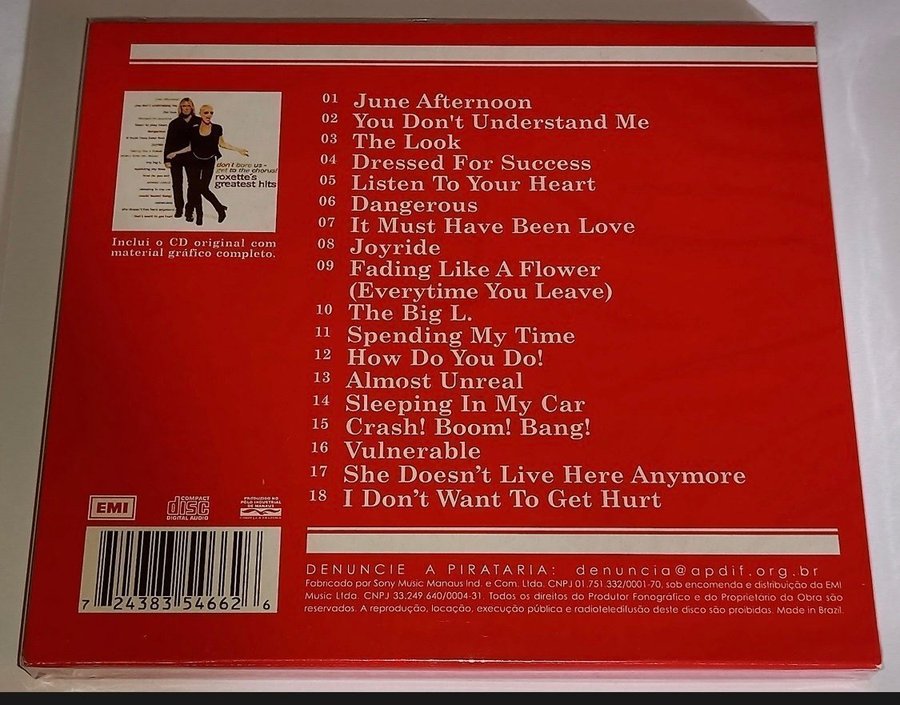 don't bore us -
get to the chorus!
roxette's
greatest hits
Inclui o CD original com
material gráfico completo.
01 June Afternoon
02 You Don't Understand Me
03 The Look
04 Dressed For Success
05 Listen To Your Heart
06 Dangerous
07 It Must Have Been Love
08 Joyride
09 Fading Like A Flower
(Everytime You Leave)
10 The Big L.
11 Spending My Time
12 How Do You Do!
13 Almost Unreal
14 Sleeping In My Car
15 Crash! Boom! Bang!
16 Vulnerable
17 She Doesn't Live Here Anymore
18 I Don't Want To Get Hurt
EMI
COMPACT
disc
DIGITAL AUDIO
PRODUZIDO NO
PÓLO INDUSTRIAL
DE MANAUS
7 24383 54662 6
DENUNCIE A PIRATARIA: denuncia@apdif.org.br
Fabricado por Sony Music Manaus Ind. e Com. Ltda. CNPJ 01.751.332/0001-70, sob encomenda e distribuição da EMI
Music Ltda. CNPJ 33.249.640/0004-31. Todos os direitos do Produtor Fonográfico e do Proprietário da Obra são
reservados. A reprodução, locação, execução pública e radioteledifusão deste disco são proibidas. Made in Brazil.